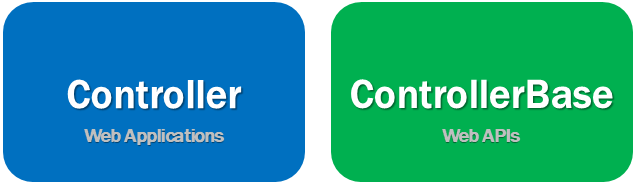 Controller
Web Applications
ControllerBase
Web APIs